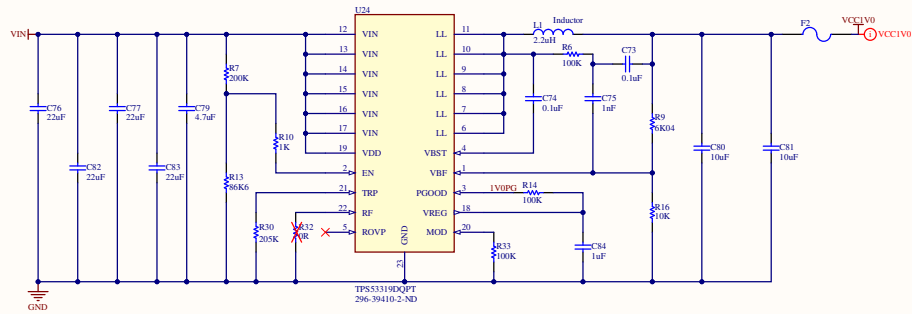 U24
VIN
12 VIN LL 11
13 VIN LL 10
14 VIN LL 9
15 VIN LL 8
16 VIN LL 7
17 VIN LL 6
19 VDD VBST 4
2 EN VBF 1
21 TRP PGOOD 3
22 RF VREG 18
5 ROVP MOD 20
GND
23
TPS53319DQPT
296-39410-2-ND
C76
22uF
C82
22uF
C77
22uF
C83
22uF
C79
4.7uF
R7
200K
R13
86K6
R10
1K
R30
205K
R32
0R
L1 Inductor
2.2uH
R6
100K
C73
0.1uF
C74
0.1uF
C75
1nF
R9
6K04
R16
10K
1V0PG
R14
100K
R33
100K
C84
1uF
C80
10uF
C81
10uF
F2
VCC1V0
i
VCC1V0
GND